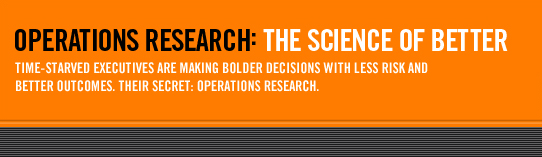 OPERATIONS RESEARCH: THE SCIENCE OF BETTER
TIME-STARVED EXECUTIVES ARE MAKING BOLDER DECISIONS WITH LESS RISK AND
BETTER OUTCOMES. THEIR SECRET: OPERATIONS RESEARCH.